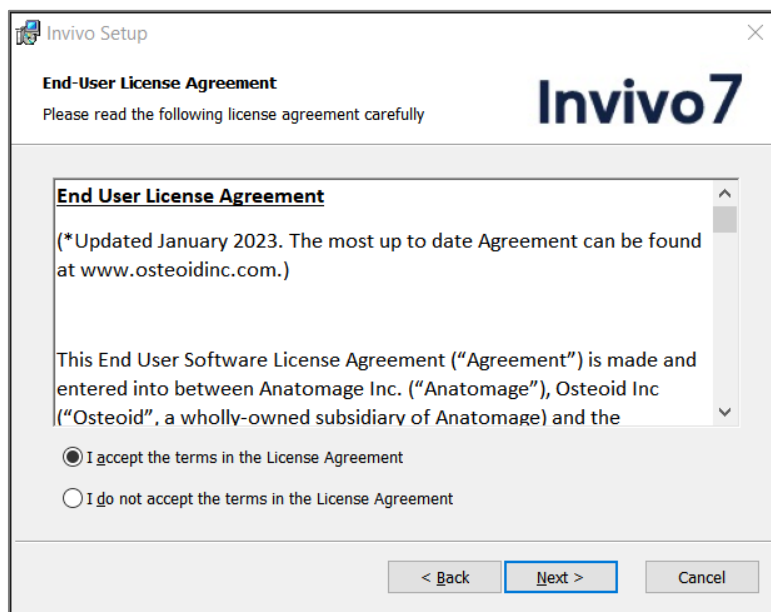 Invivo Setup
End-User License Agreement
Please read the following license agreement carefully
Invivo7
End User License Agreement
(*Updated January 2023. The most up to date Agreement can be found
at www.osteoidinc.com.)
This End User Software License Agreement (“Agreement”) is made and
entered into between Anatomage Inc. (“Anatomage”), Osteoid Inc
(“Osteoid”, a wholly-owned subsidiary of Anatomage) and the
I accept the terms in the License Agreement
I do not accept the terms in the License Agreement
< Back
Next >
Cancel